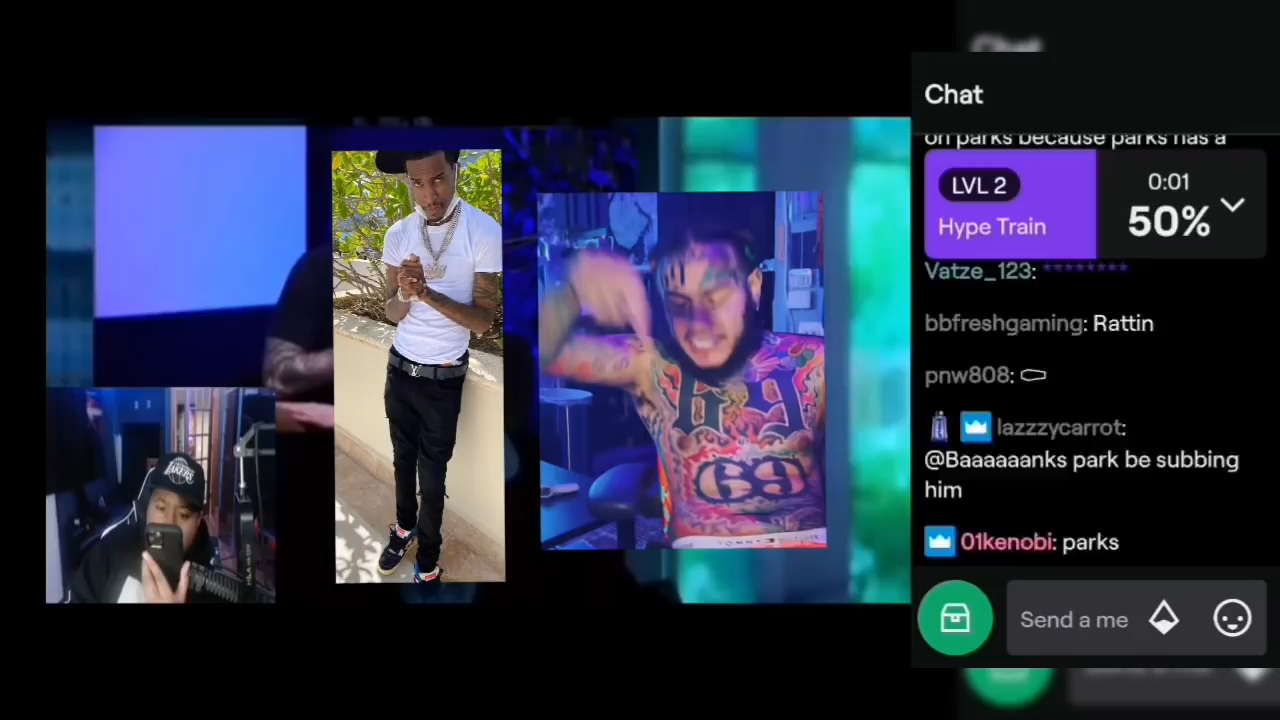 Chat
on parks because parks has a
LVL 2
Hype Train
0:01
50%
Vatze_123: ********
bbfreshgaming: Rattin
pnw808:
lazzzycarrot:
@Baaaaaanks park be subbing
him
01kenobi: parks
Send a me
LAKERS
69
69